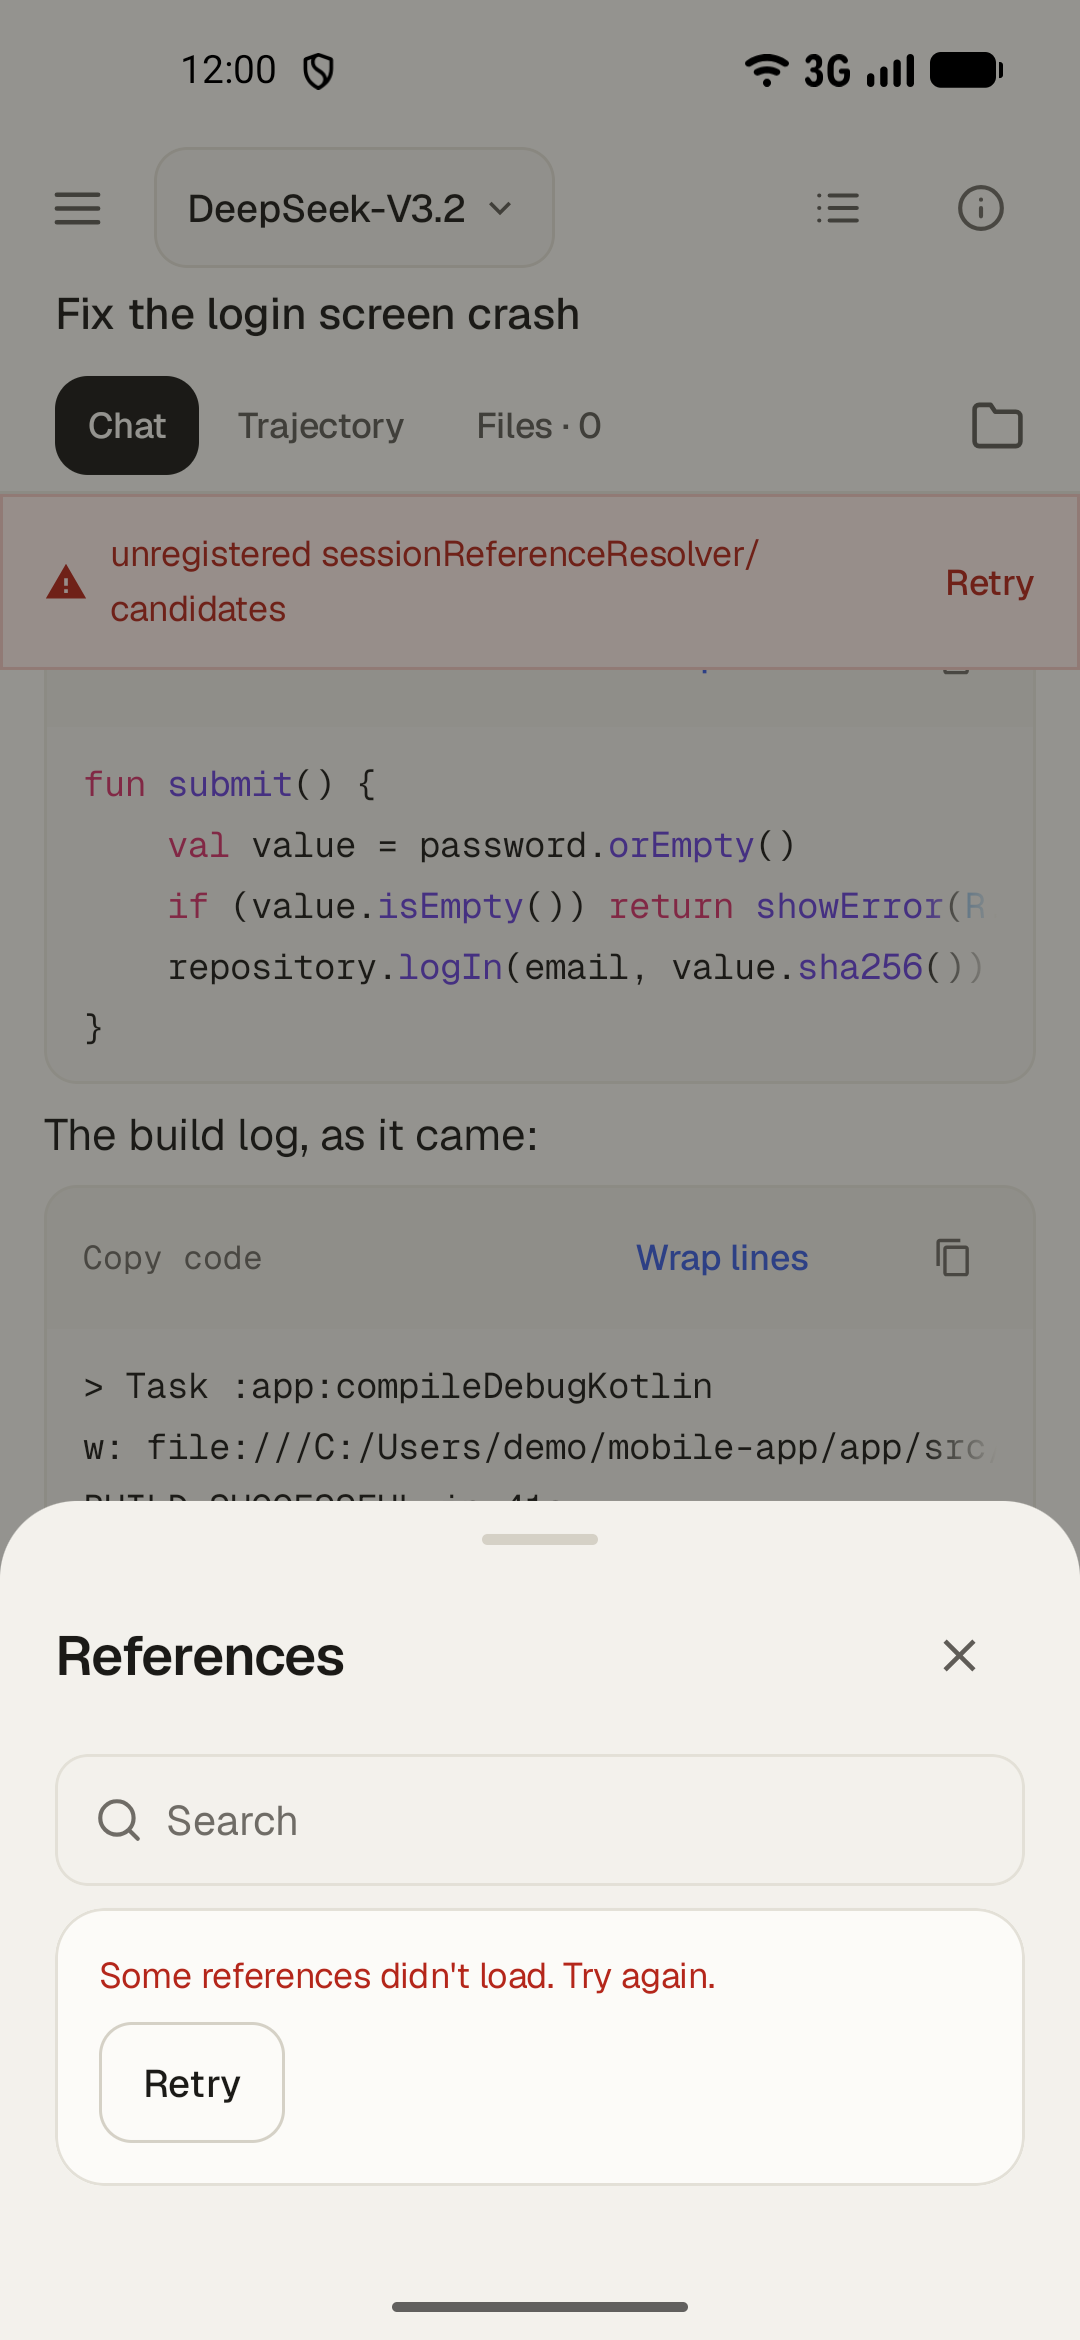 12:00
3G
DeepSeek-V3.2
Fix the login screen crash
Chat
Trajectory
Files · 0
unregistered sessionReferenceResolver/
candidates
Retry
fun submit() {
    val value = password.orEmpty()
    if (value.isEmpty()) return showError(R
    repository.logIn(email, value.sha256())
}
The build log, as it came:
Copy code
Wrap lines
> Task :app:compileDebugKotlin
w: file:///C:/Users/demo/mobile-app/app/src/
References
Search
Some references didn't load. Try again.
Retry